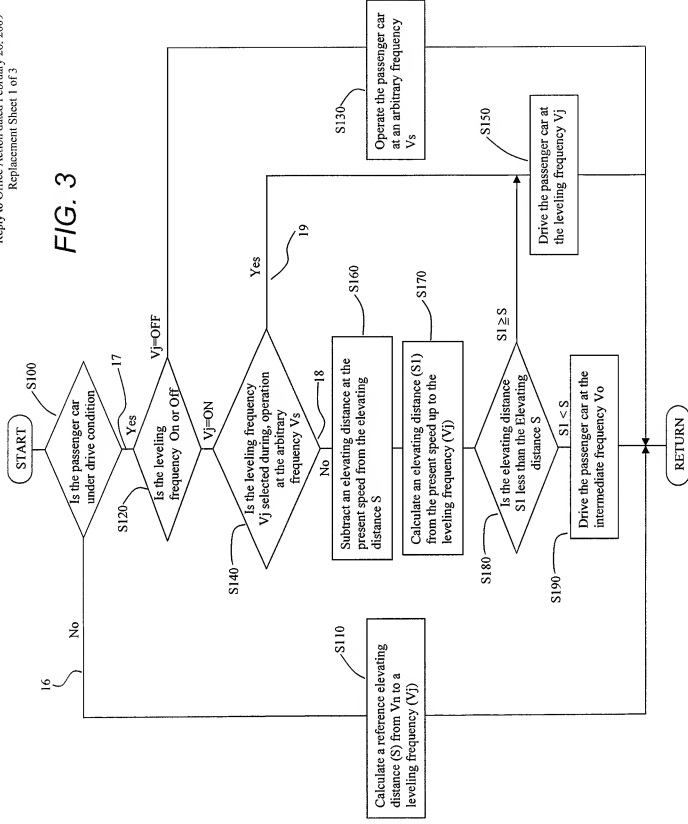 Replacement Sheet 1 of 3
FIG. 3
START
S100
Is the passenger car
under drive condition
No
16
17
Yes
S120
Is the leveling
frequency On or Off
Vj=OFF
Vj=ON
S130
Operate the passenger car
at an arbitrary frequency
Vs
S140
Is the leveling frequency
Vj selected during, operation
at the arbitrary
frequency Vs
Yes
19
18
No
S110
Calculate a reference elevating
distance (S) from Vn to a
leveling frequency (Vj)
S160
Subtract an elevating distance at the
present speed from the elevating
distance S
S150
Drive the passenger car at
the leveling frequency Vj
S170
Calculate an elevating distance (S1)
from the present speed up to the
leveling frequency (Vj)
S180
Is the elevating distance
S1 less than the Elevating
distance S
S1 ≧ S
S1 < S
S190
Drive the passenger car at the
intermediate frequency Vo
RETURN